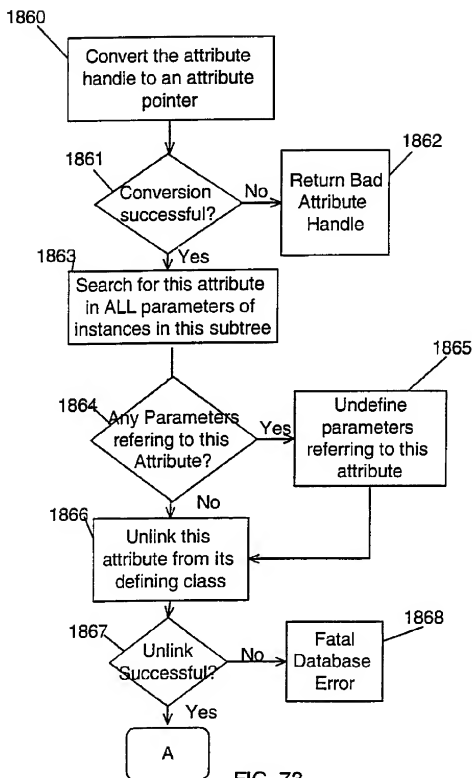 1860
Convert the attribute
handle to an attribute
pointer
1861
Conversion
successful?
No
1862
Return Bad
Attribute
Handle
Yes
1863
Search for this attribute
in ALL parameters of
instances in this subtree
1864
Any Parameters
refering to this
Attribute?
Yes
1865
Undefine
parameters
referring to this
attribute
No
1866
Unlink this
attribute from its
defining class
1867
Unlink
Successful?
No
1868
Fatal
Database
Error
Yes
A